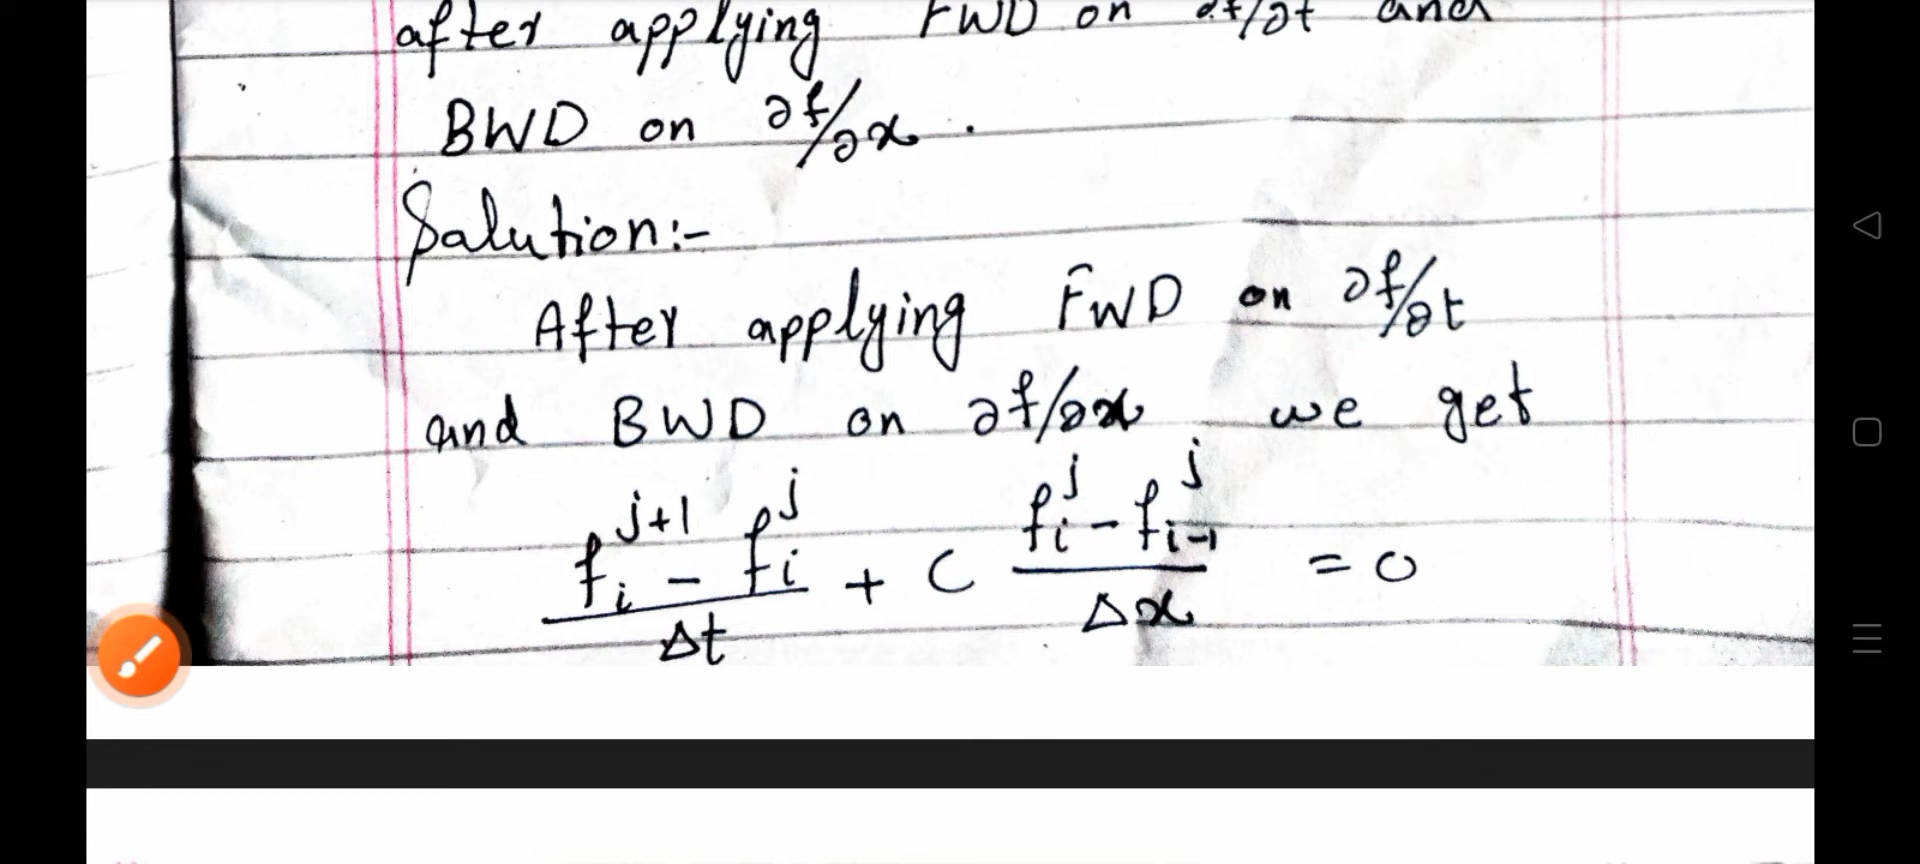 after applying FWD on ∂f/∂t and
BWD on ∂f/∂x .
Salution:-
After applying FWD on ∂f/∂t
and BWD on ∂f/∂x we get
(f_i^{j+1} - f_i^j)/Δt + C (f_i^j - f_{i-1}^j)/Δx = 0